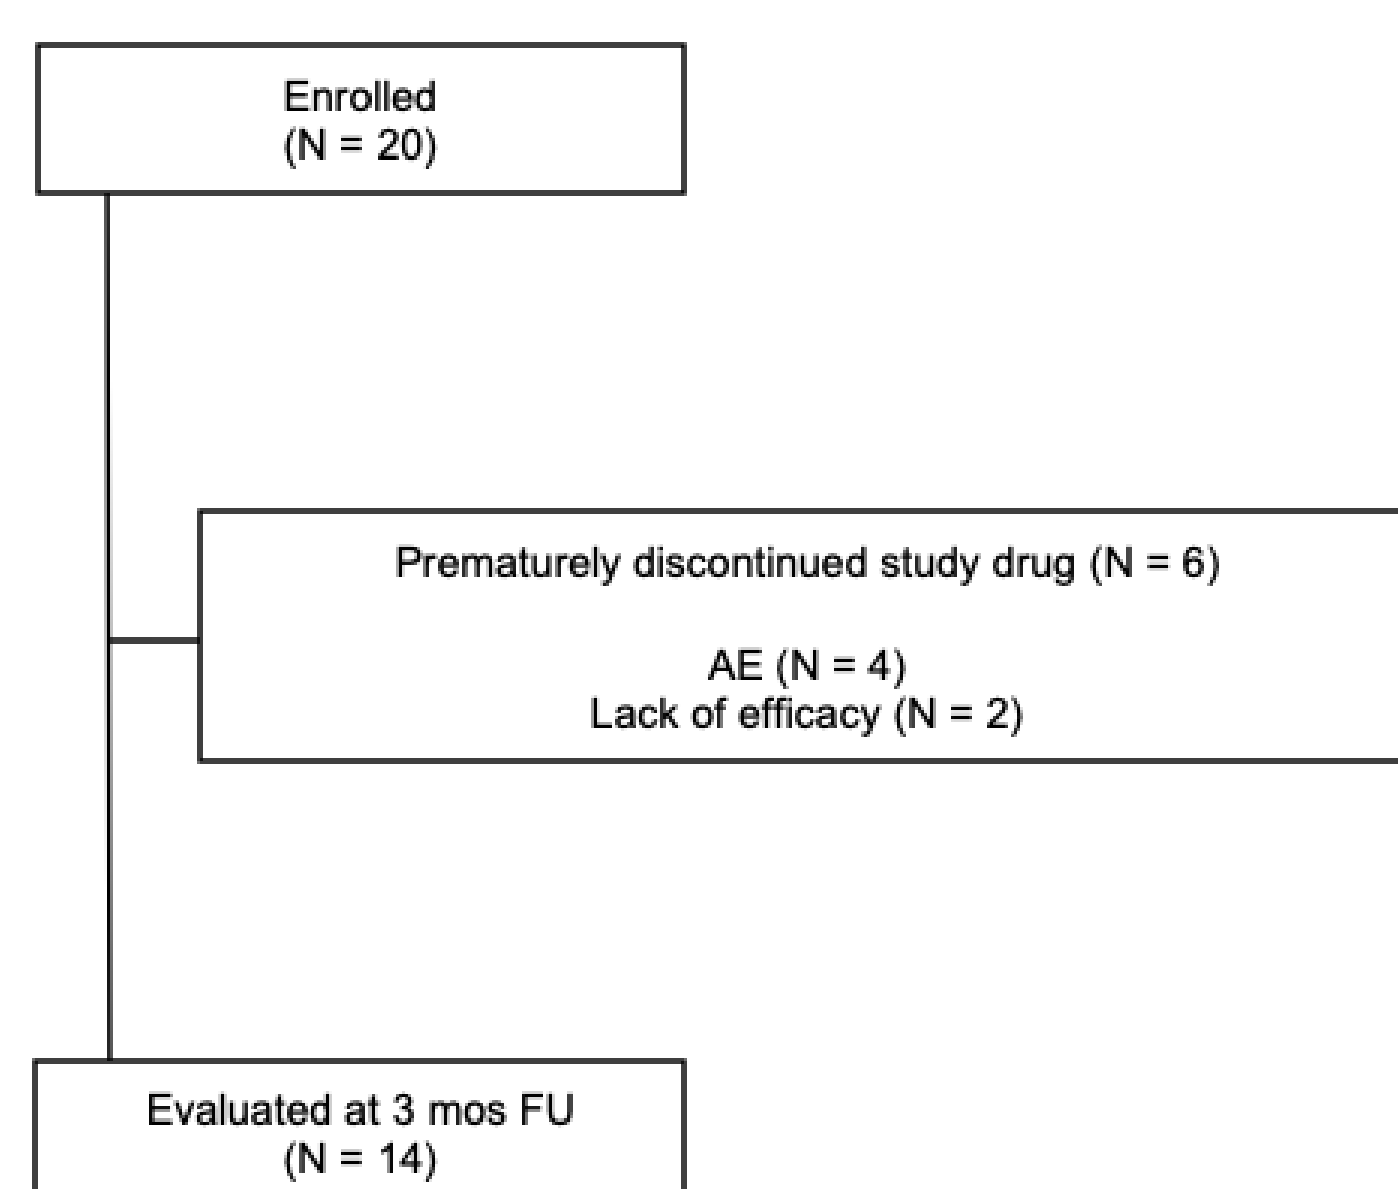 Enrolled
(N = 20)
Prematurely discontinued study drug (N = 6)
AE (N = 4)
Lack of efficacy (N = 2)
Evaluated at 3 mos FU
(N = 14)